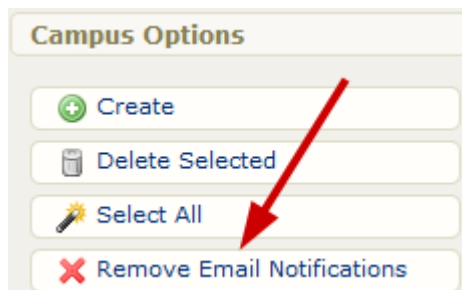 Campus Options
Create
Delete Selected
Select All
Remove Email Notifications